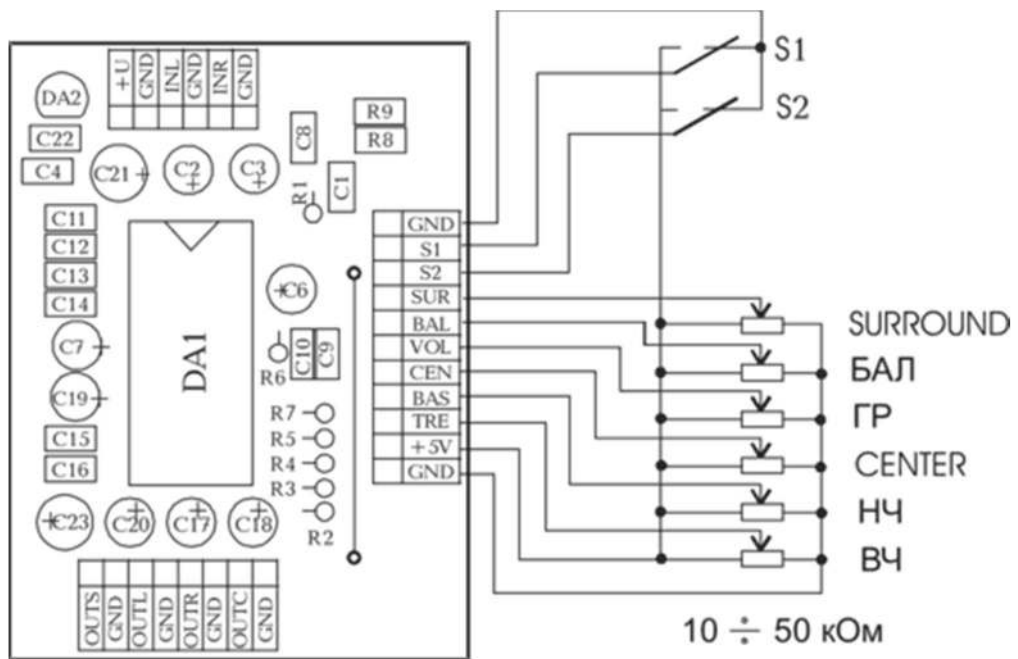 +U
GND
INL
GND
INR
GND
DA2
C22
C4
C21
C2
C3
C8
R9
R8
R1
C1
C11
C12
C13
C14
C7
C19
C15
C16
DA1
C6
R6
C10
C9
R7
R5
R4
R3
R2
C23
C20
C17
C18
OUTS
GND
OUTL
GND
OUTR
GND
OUTC
GND
GND
S1
S2
SUR
BAL
VOL
CEN
BAS
TRE
+5V
GND
S1
S2
SURROUND
БАЛ
ГР
CENTER
НЧ
ВЧ
10 ÷ 50 кОм